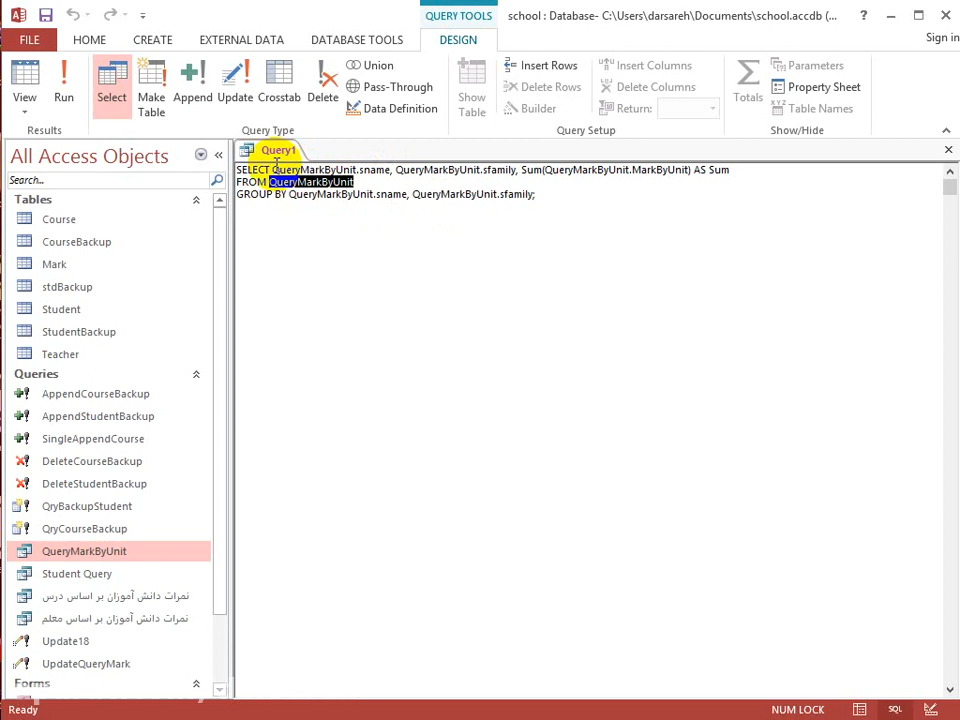 QUERY TOOLS
school : Database- C:\Users\darsareh\Documents\school.accdb (...
?
Sign in
FILE HOME CREATE EXTERNAL DATA DATABASE TOOLS DESIGN
View
Run
Select
Make Table
Append
Update
Crosstab
Delete
Union
Pass-Through
Data Definition
Show Table
Insert Rows
Delete Rows
Builder
Insert Columns
Delete Columns
Return:
Totals
Parameters
Property Sheet
Table Names
Results
Query Type
Query Setup
Show/Hide
All Access Objects
Search...
Tables
Course
CourseBackup
Mark
stdBackup
Student
StudentBackup
Teacher
Queries
AppendCourseBackup
AppendStudentBackup
SingleAppendCourse
DeleteCourseBackup
DeleteStudentBackup
QryBackupStudent
QryCourseBackup
QueryMarkByUnit
Student Query
نمرات دانش آموزان بر اساس درس
نمرات دانش آموزان بر اساس معلم
Update18
UpdateQueryMark
Forms
Query1
SELECT QueryMarkByUnit.sname, QueryMarkByUnit.sfamily, Sum(QueryMarkByUnit.MarkByUnit) AS Sum
FROM QueryMarkByUnit
GROUP BY QueryMarkByUnit.sname, QueryMarkByUnit.sfamily;
Ready
NUM LOCK
SQL